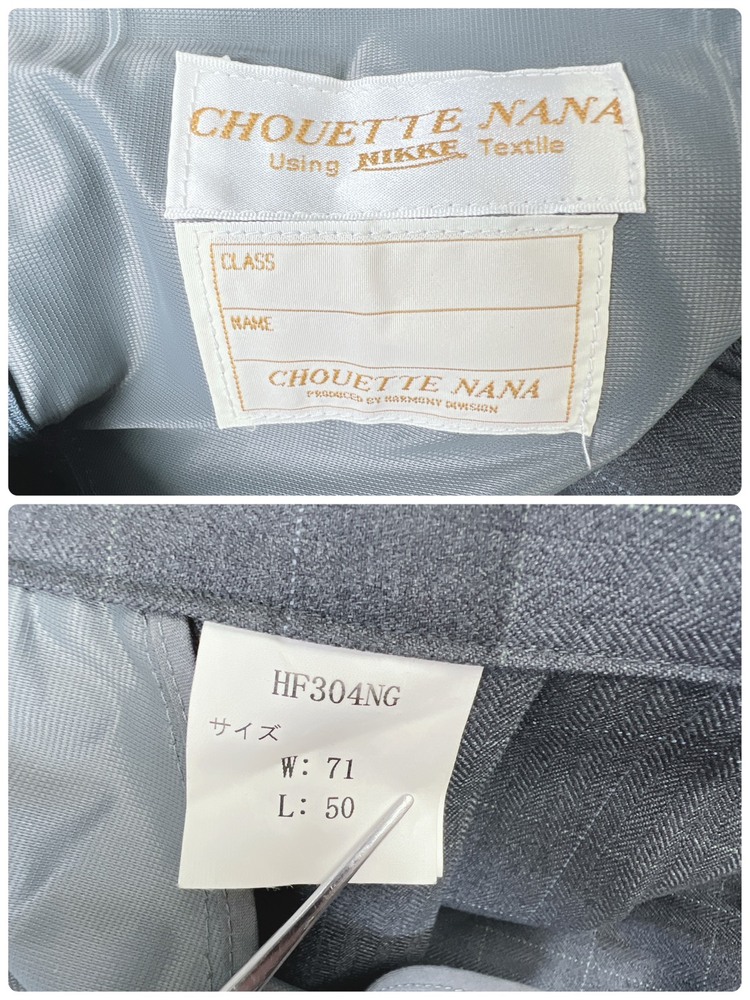 CHOUETTE NANA
Using NIKKE Textile
CLASS
NAME
CHOUETTE NANA
PRODUCED BY HARMONY DIVISION
HF304NG
サイズ
W: 71
L: 50